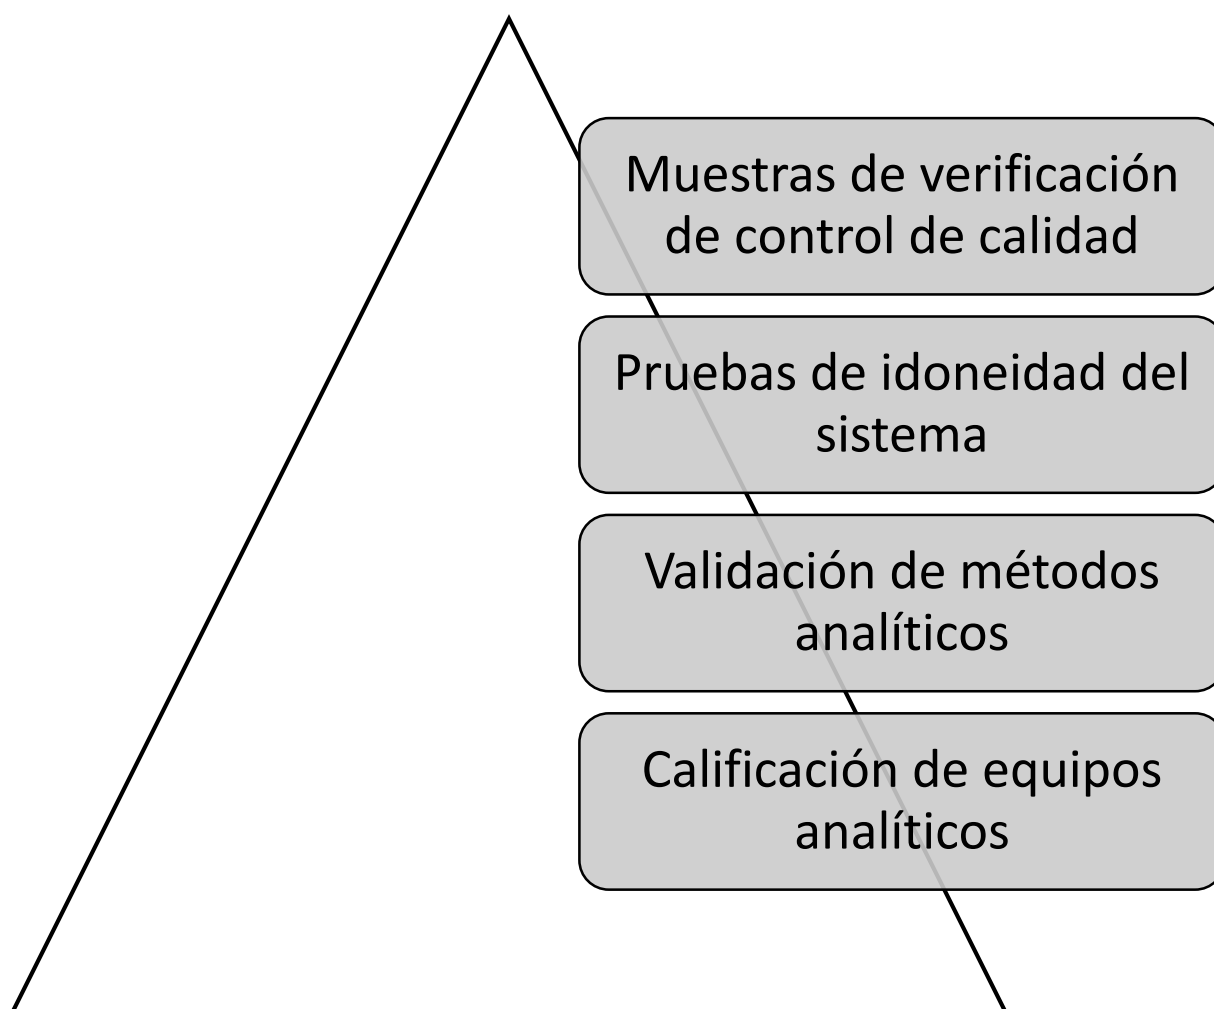 Muestras de verificación
de control de calidad
Pruebas de idoneidad del
sistema
Validación de métodos
analíticos
Calificación de equipos
analíticos